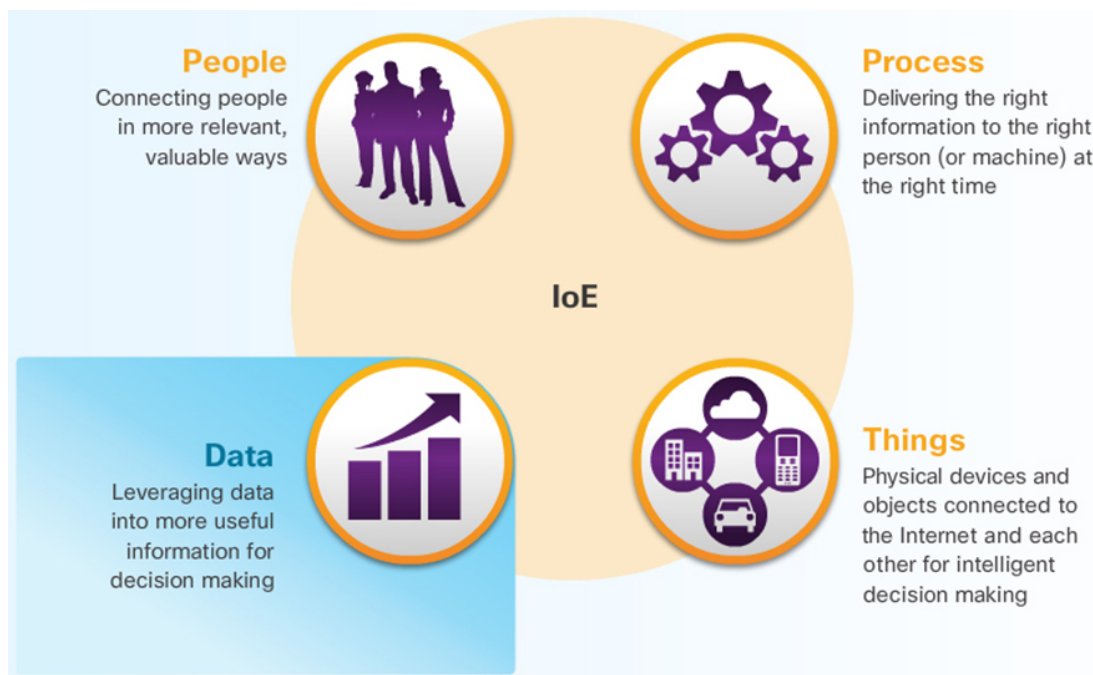 People
Connecting people
in more relevant,
valuable ways
Process
Delivering the right
information to the right
person (or machine) at
the right time
IoE
Data
Leveraging data
into more useful
information for
decision making
Things
Physical devices and
objects connected to
the Internet and each
other for intelligent
decision making